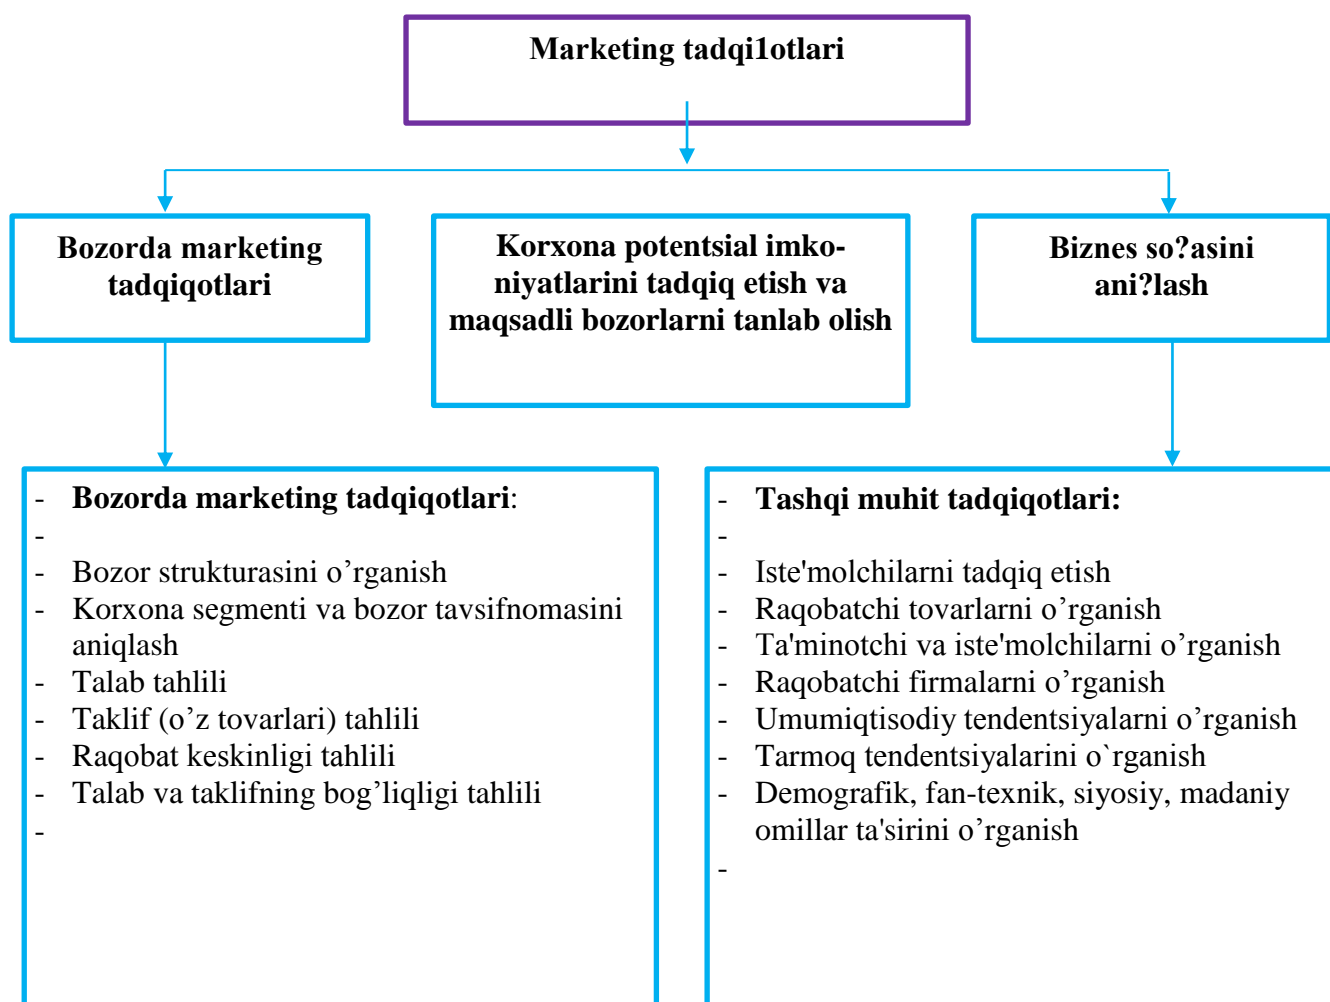 Marketing tadqi1otlari
Bozorda marketing
tadqiqotlari
Korxona potentsial imko-
niyatlarini tadqiq etish va
maqsadli bozorlarni tanlab olish
Biznes so?asini
ani?lash
- Bozorda marketing tadqiqotlari:
-
- Bozor strukturasini o’rganish
- Korxona segmenti va bozor tavsifnomasini
aniqlash
- Talab tahlili
- Taklif (o’z tovarlari) tahlili
- Raqobat keskinligi tahlili
- Talab va taklifning bog’liqligi tahlili
-
- Tashqi muhit tadqiqotlari:
-
- Iste'molchilarni tadqiq etish
- Raqobatchi tovarlarni o’rganish
- Ta'minotchi va iste'molchilarni o’rganish
- Raqobatchi firmalarni o’rganish
- Umumiqtisodiy tendentsiyalarni o’rganish
- Tarmoq tendentsiyalarini o`rganish
- Demografik, fan-texnik, siyosiy, madaniy
omillar ta'sirini o’rganish
-